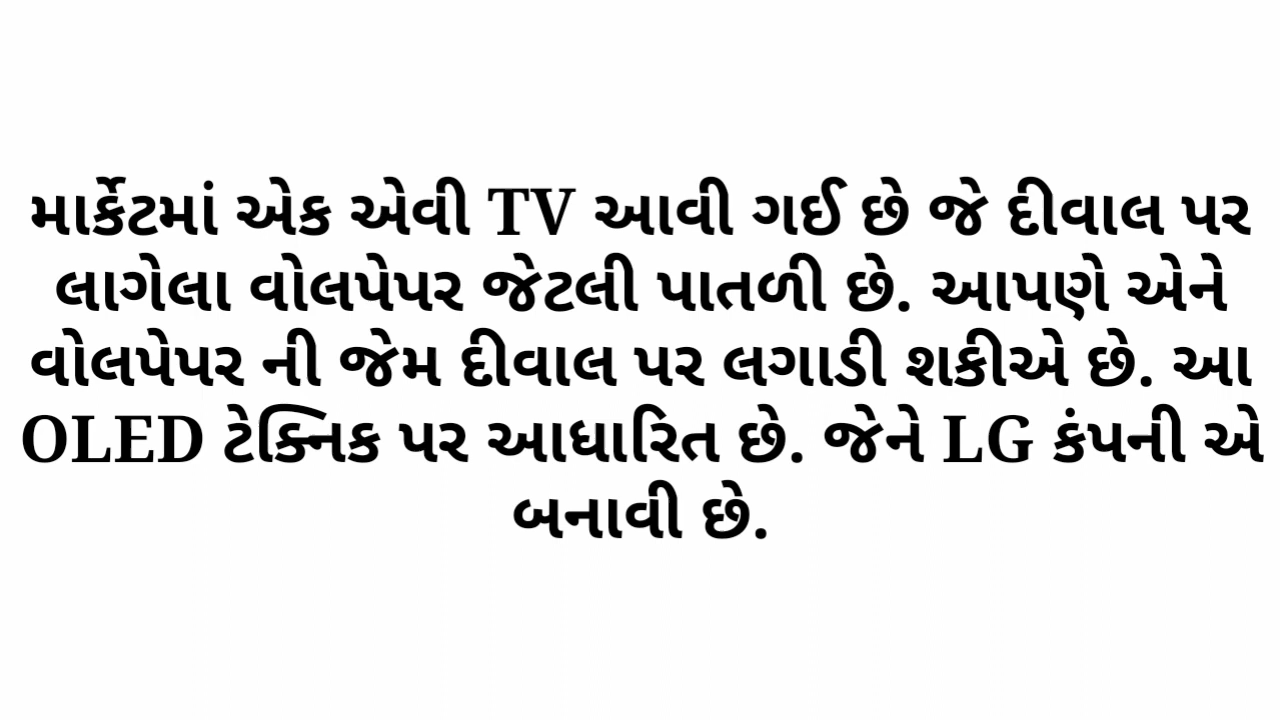 માર્કેટમાં એક એવી TV આવી ગઈ છે જે દીવાલ પર
લાગેલા વોલપેપર જેટલી પાતળી છે. આપણે એને
વોલપેપર ની જેમ દીવાલ પર લગાડી શકીએ છે. આ
OLED ટેક્નિક પર આધારિત છે. જેને LG કંપની એ
બનાવી છે.